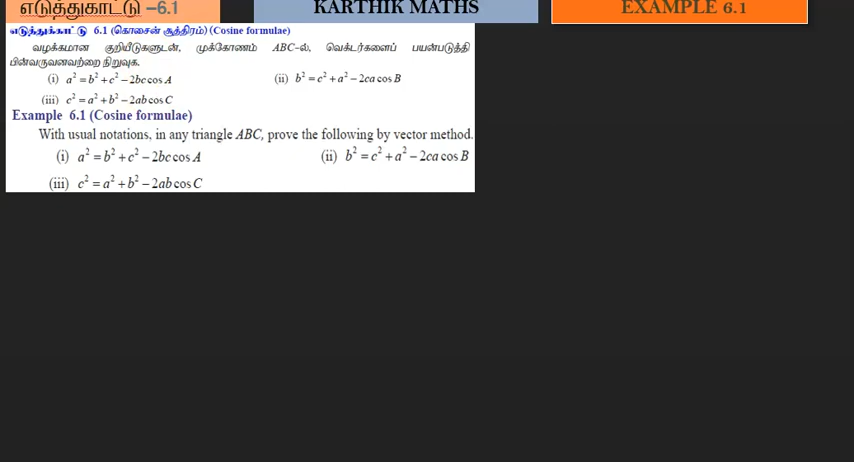 எடுத்துகாட்டு –6.1
KARTHIK MATHS
EXAMPLE 6.1
எடுத்துக்காட்டு 6.1 (கொசைன் சூத்திரம்) (Cosine formulae)
வழக்கமான குறியீடுகளுடன், முக்கோணம் ABC-ல், வெக்டர்களைப் பயன்படுத்தி
பின்வருவனவற்றை நிறுவுக.
(i) a² = b² + c² − 2bc cos A (ii) b² = c² + a² − 2ca cos B
(iii) c² = a² + b² − 2ab cos C
Example 6.1 (Cosine formulae)
With usual notations, in any triangle ABC, prove the following by vector method.
(i) a² = b² + c² − 2bc cos A (ii) b² = c² + a² − 2ca cos B
(iii) c² = a² + b² − 2ab cos C